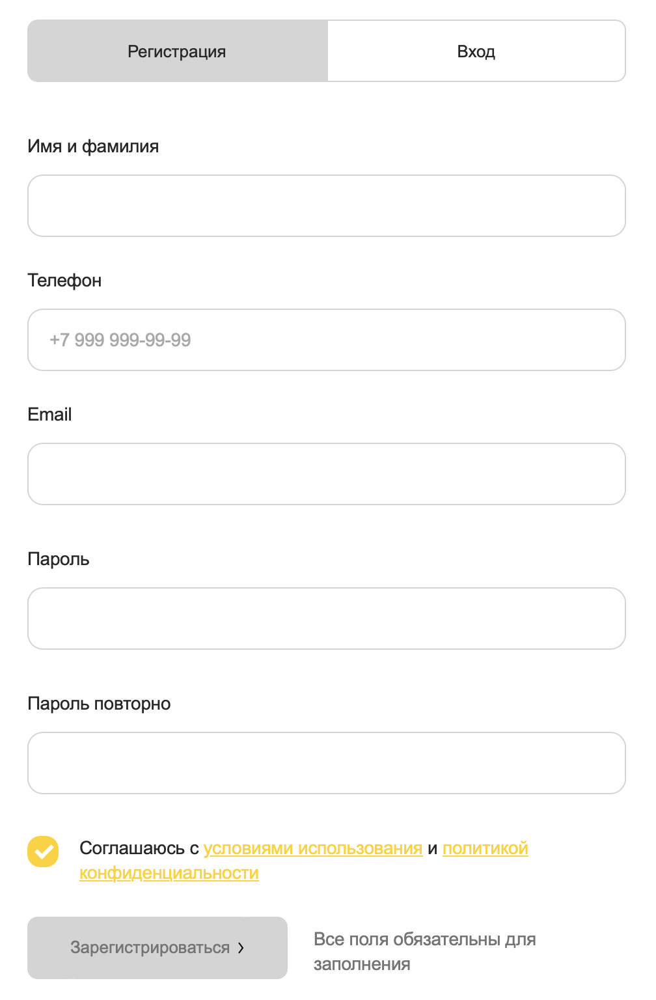 Регистрация
Вход
Имя и фамилия
Телефон
+7 999 999-99-99
Email
Пароль
Пароль повторно
Соглашаюсь с условиями использования и политикой
конфиденциальности
Зарегистрироваться ›
Все поля обязательны для
заполнения